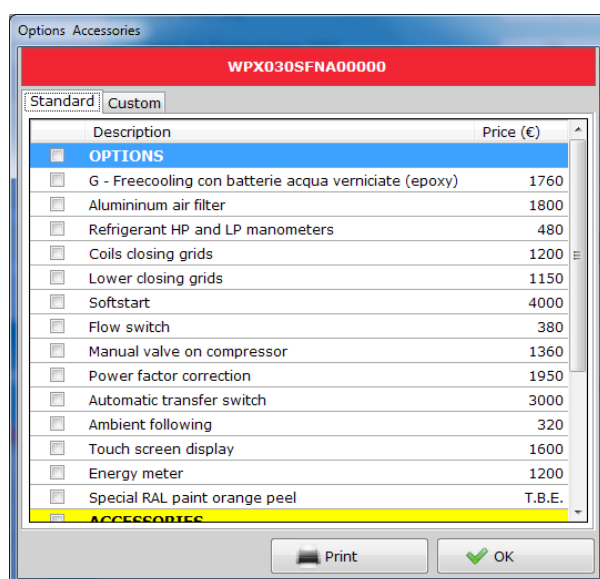 Options Accessories
WPX030SFNA00000
Standard Custom
Description Price (€)
OPTIONS
G - Freecooling con batterie acqua verniciate (epoxy) 1760
Alumininum air filter 1800
Refrigerant HP and LP manometers 480
Coils closing grids 1200
Lower closing grids 1150
Softstart 4000
Flow switch 380
Manual valve on compressor 1360
Power factor correction 1950
Automatic transfer switch 3000
Ambient following 320
Touch screen display 1600
Energy meter 1200
Special RAL paint orange peel T.B.E.
ACCESSORIES
Print OK